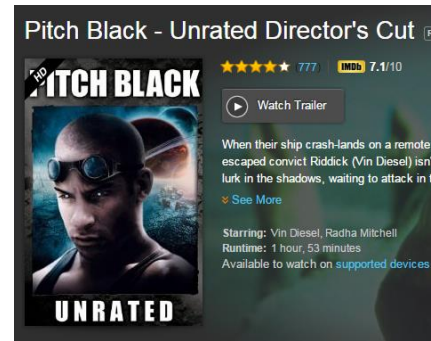 Pitch Black - Unrated Director's Cut
HD
PITCH BLACK
UNRATED
(777)
IMDb 7.1/10
Watch Trailer
When their ship crash-lands on a remote
escaped convict Riddick (Vin Diesel) isn'
lurk in the shadows, waiting to attack in
See More
Starring: Vin Diesel, Radha Mitchell
Runtime: 1 hour, 53 minutes
Available to watch on supported devices